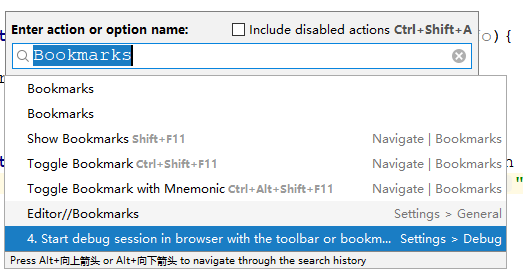 Enter action or option name: Include disabled actions Ctrl+Shift+A
Bookmarks
Bookmarks
Bookmarks
Show Bookmarks Shift+F11 Navigate | Bookmarks
Toggle Bookmark Ctrl+Shift+F11 Navigate | Bookmarks
Toggle Bookmark with Mnemonic Ctrl+Alt+Shift+F11 Navigate | Bookmarks
Editor//Bookmarks Settings > General
4. Start debug session in browser with the toolbar or bookm... Settings > Debug
Press Alt+向上箭头 or Alt+向下箭头 to navigate through the search history